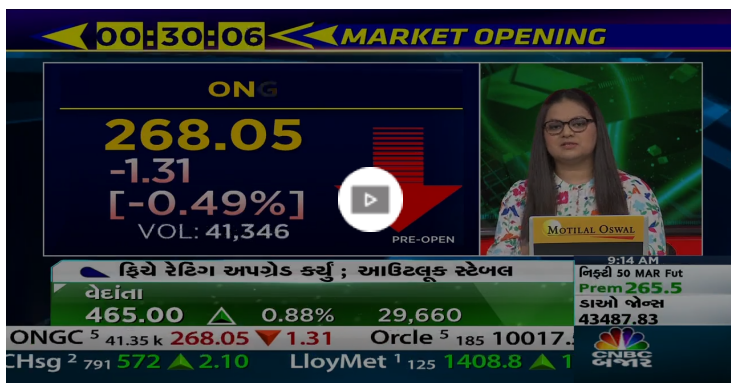 00:30:06 MARKET OPENING
ONG
268.05
-1.31
[-0.49%]
VOL: 41,346
PRE-OPEN
MOTILAL OSWAL
9:14 AM
ફિચે રેટિંગ અપગ્રેડ કર્યું ; આઉટલૂક સ્ટેબલ
નિફ્ટી 50 MAR Fut
Prem 265.5
વેદાંતા
465.00 0.88% 29,660
ડાઓ જોન્સ
43487.83
ONGC 5 41.35 k 268.05 1.31 Orcle 5 185 10017.
CHsg 2 791 572 2.10 LloyMet 1 125 1408.8 1
CNBC
બજાર